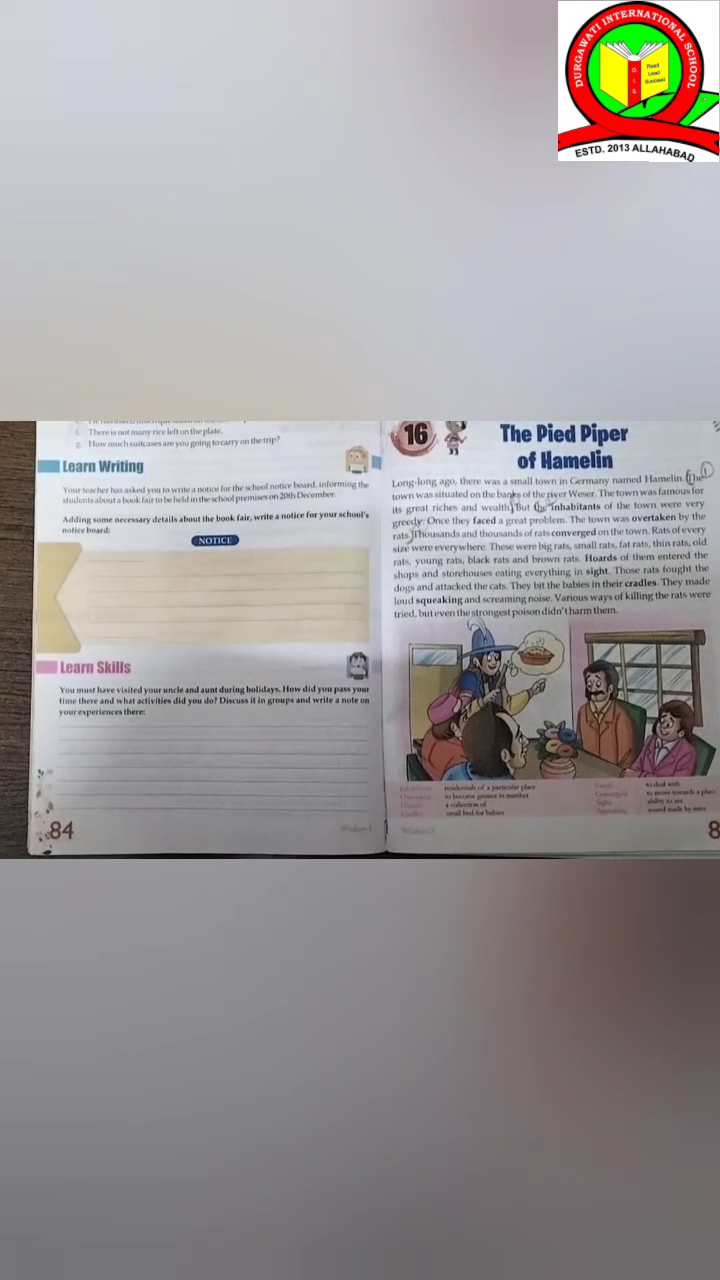 DURGAWATI INTERNATIONAL SCHOOL
D.
I.
S.
Read
Lead
Success
ESTD. 2013 ALLAHABAD
f. There is not many rice left on the plate.
g. How much suitcases are you going to carry on the trip?
Learn Writing
Your teacher has asked you to write a notice for the school notice board, informing the
students about a book fair to be held in the school premises on 20th December.
Adding some necessary details about the book fair, write a notice for your school's
notice board:
NOTICE
Learn Skills
You must have visited your uncle and aunt during holidays. How did you pass your
time there and what activities did you do? Discuss it in groups and write a note on
your experiences there:
84
16
The Pied Piper
of Hamelin
1
Long-long ago, there was a small town in Germany named Hamelin. The
town was situated on the banks of the river Weser. The town was famous for
its great riches and wealth. But the inhabitants of the town were very
greedy. Once they faced a great problem. The town was overtaken by the
rats. Thousands and thousands of rats converged on the town. Rats of every
size were everywhere. These were big rats, small rats, fat rats, thin rats, old
rats, young rats, black rats and brown rats. Hoards of them entered the
shops and storehouses eating everything in sight. Those rats fought the
dogs and attacked the cats. They bit the babies in their cradles. They made
loud squeaking and screaming noise. Various ways of killing the rats were
tried, but even the strongest poison didn't harm them.
residentials of a particular place
to become greater in number
a collection of
small bed for babies
to deal with
Converged to move towards a place
Sight ability to see
Squeaking sound made by mice
8